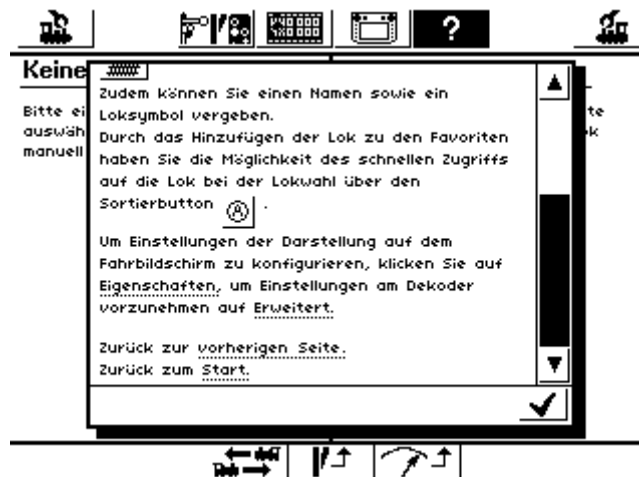 ?
Keine
Bitte ei
auswäh
manuell
te
k
Zudem können Sie einen Namen sowie ein
Loksymbol vergeben.
Durch das Hinzufügen der Lok zu den Favoriten
haben Sie die Möglichkeit des schnellen Zugriffs
auf die Lok bei der Lokwahl über den
Sortierbutton Ⓐ .
Um Einstellungen der Darstellung auf dem
Fahrbildschirm zu konfigurieren, klicken Sie auf
Eigenschaften, um Einstellungen am Dekoder
vorzunehmen auf Erweitert.
Zurück zur vorherigen Seite.
Zurück zum Start.